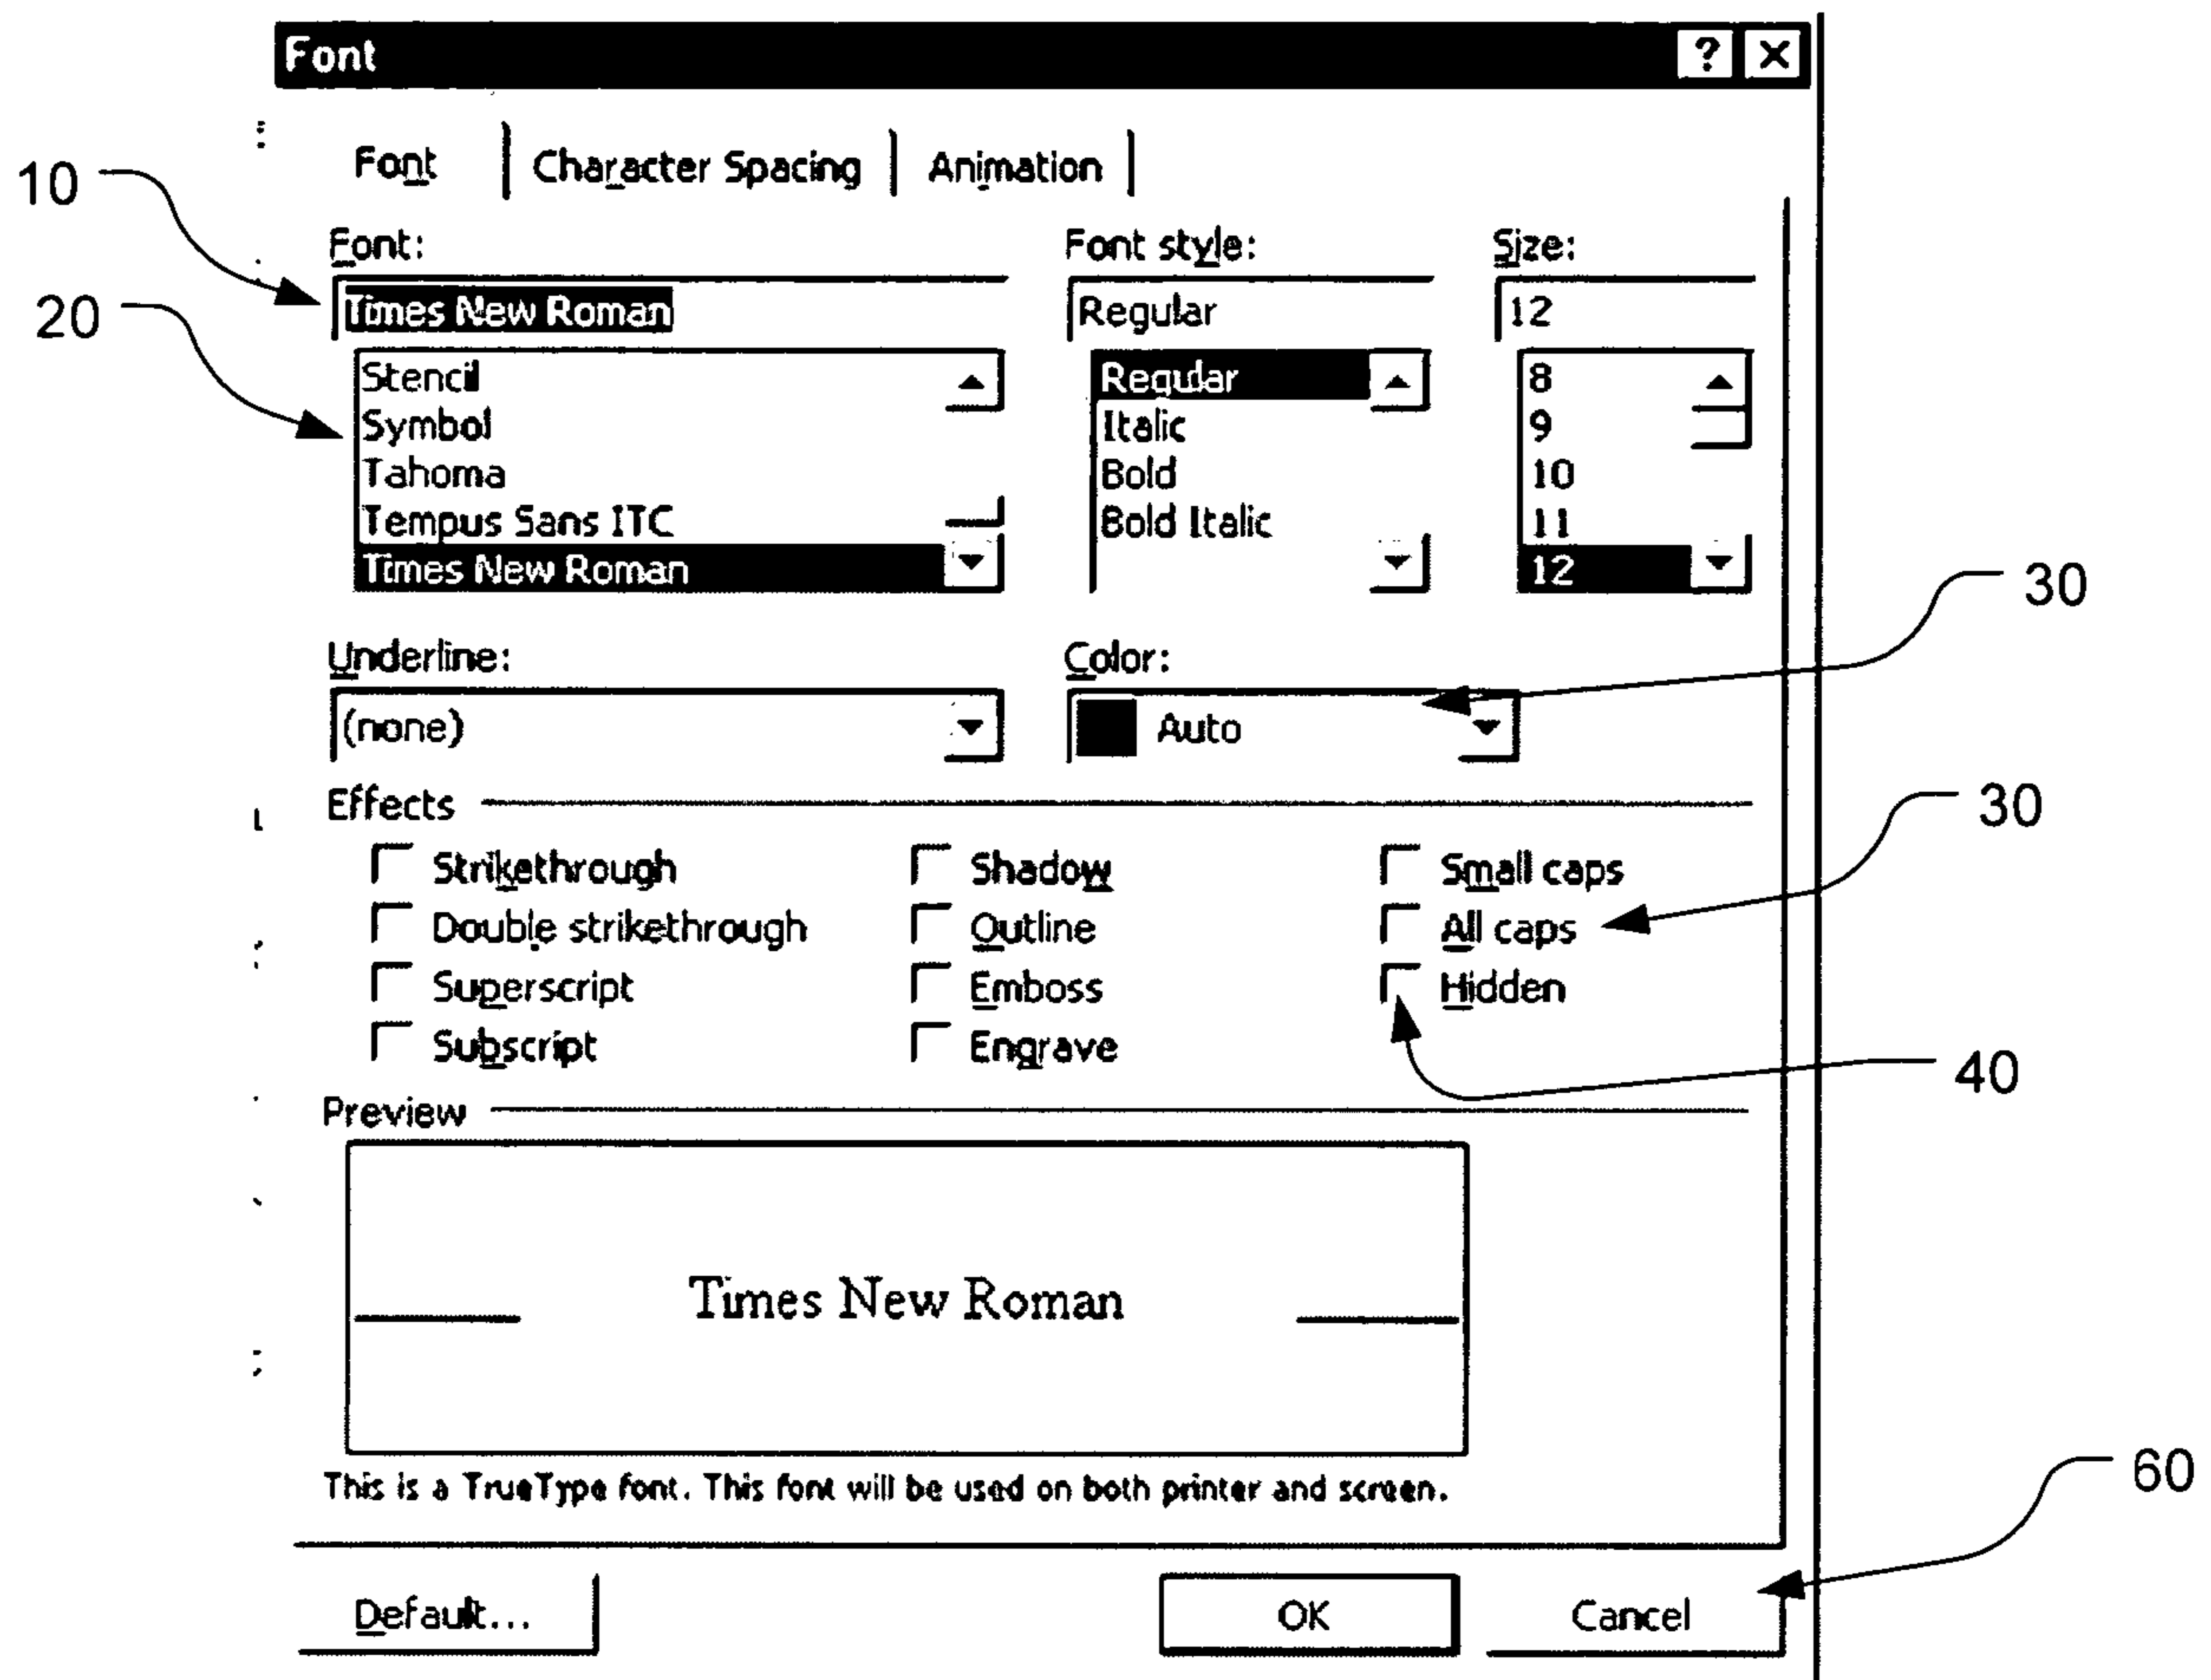 Font ? X
Font Character Spacing Animation
10
Font: Font style: Size:
Times New Roman Regular 12
20
Stencil Regular 8
Symbol Italic 9
Tahoma Bold 10
Tempus Sans ITC Bold Italic 11
Times New Roman 12
30
Underline: Color:
(none) Auto
Effects
30
Strikethrough Shadow Small caps
Double strikethrough Outline All caps
Superscript Emboss Hidden
Subscript Engrave
40
Preview
Times New Roman
60
This is a TrueType font. This font will be used on both printer and screen.
Default... OK Cancel